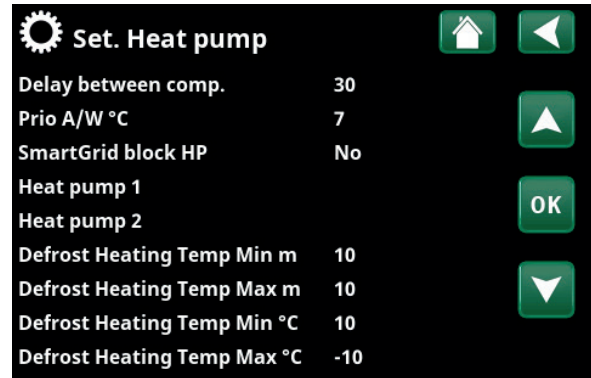 Set. Heat pump
Delay between comp. 30
Prio A/W °C 7
SmartGrid block HP No
Heat pump 1
Heat pump 2
OK
Defrost Heating Temp Min m 10
Defrost Heating Temp Max m 10
Defrost Heating Temp Min °C 10
Defrost Heating Temp Max °C -10